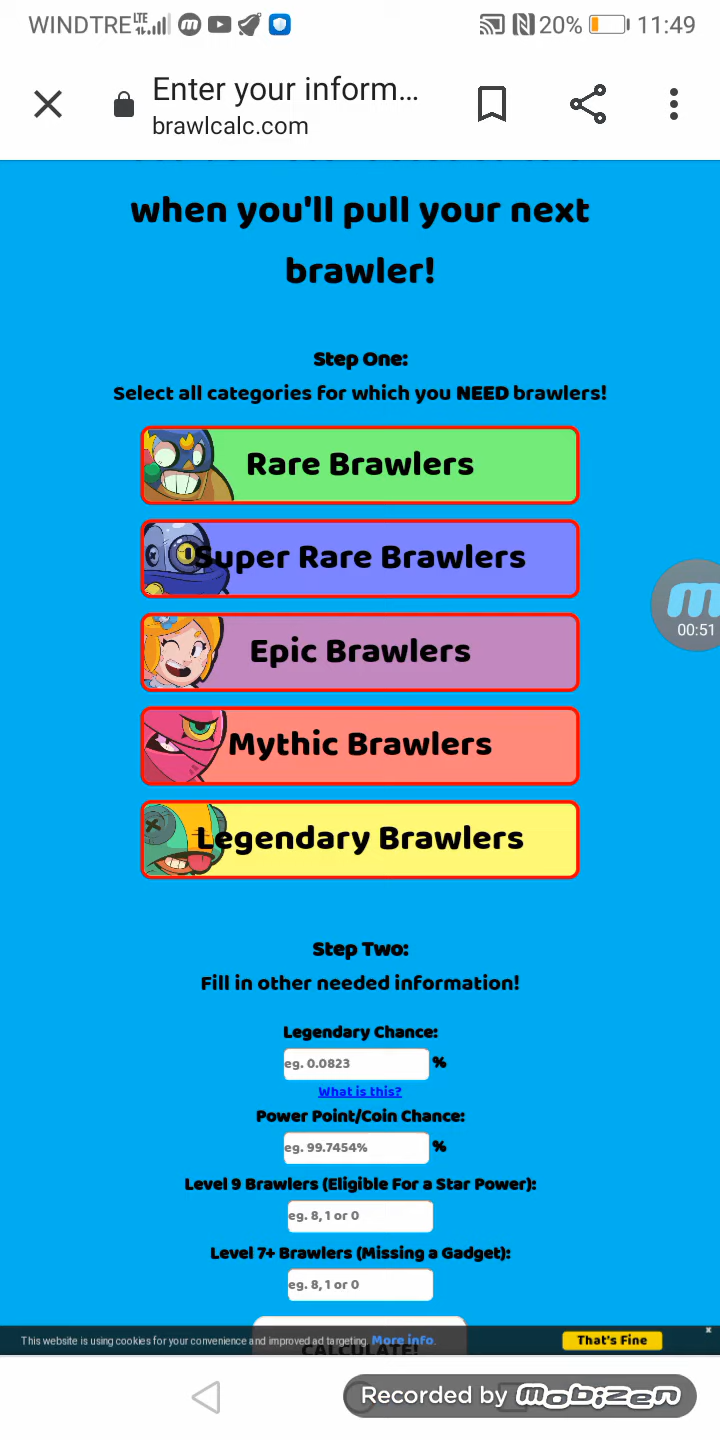 WINDTRE LTE 20% 11:49
Enter your inform...
brawlcalc.com
when you'll pull your next
brawler!
Step One:
Select all categories for which you NEED brawlers!
Rare Brawlers
Super Rare Brawlers
Epic Brawlers
00:51
Mythic Brawlers
Legendary Brawlers
Step Two:
Fill in other needed information!
Legendary Chance:
eg. 0.0823 %
What is this?
Power Point/Coin Chance:
eg. 99.7454% %
Level 9 Brawlers (Eligible For a Star Power):
eg. 8, 1 or 0
Level 7+ Brawlers (Missing a Gadget):
eg. 8, 1 or 0
This website is using cookies for your convenience and improved ad targeting. More info. That's Fine x
CALCULATE!
Recorded by mobizen